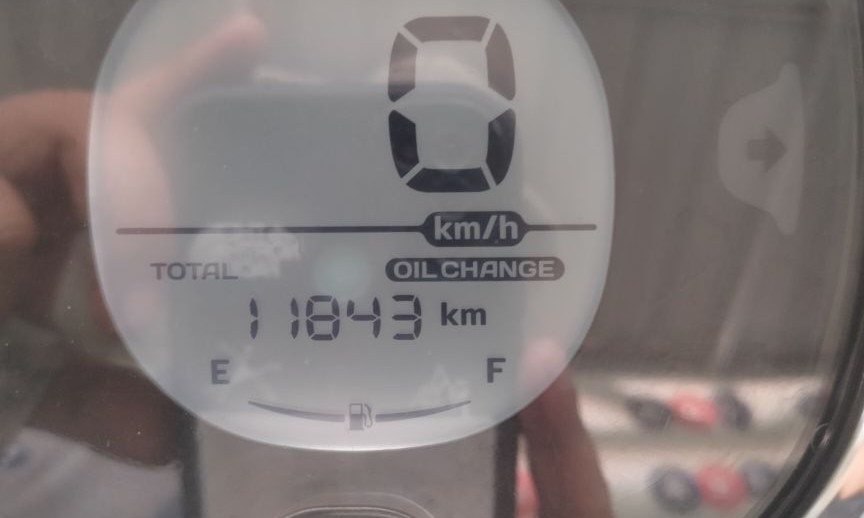 0
km/h
TOTAL OIL CHANGE
11843 km
E F